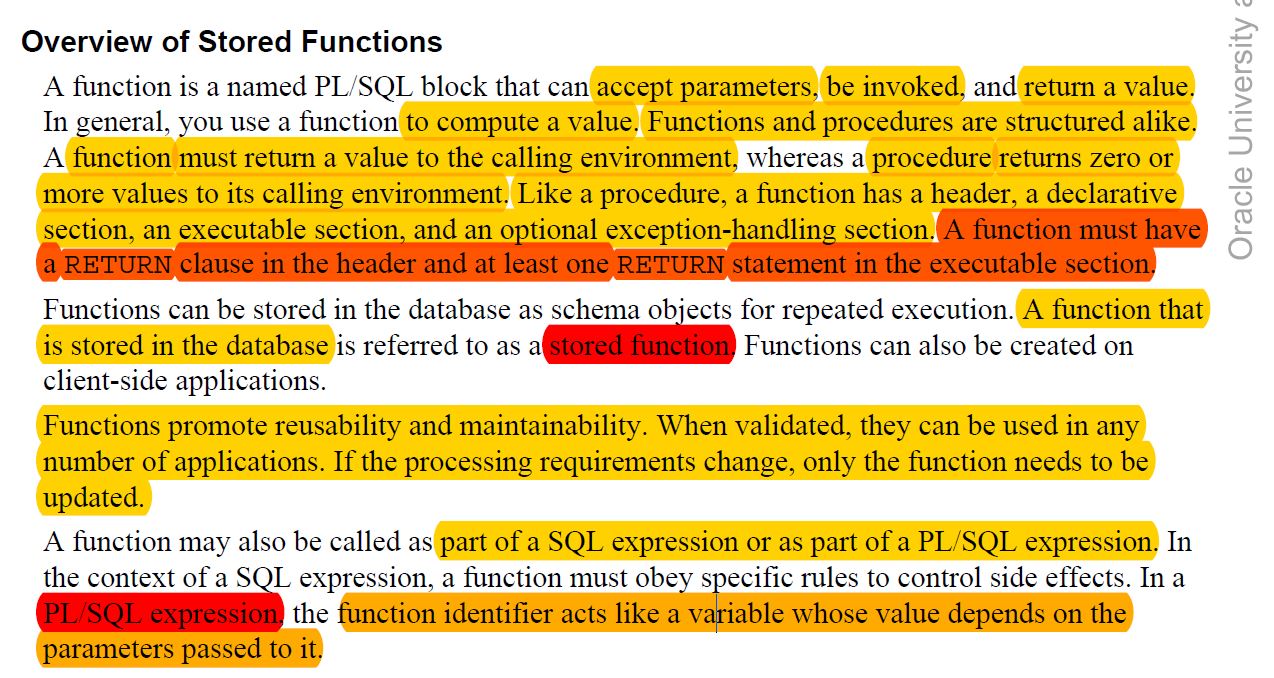 Overview of Stored Functions
A function is a named PL/SQL block that can accept parameters, be invoked, and return a value.
In general, you use a function to compute a value. Functions and procedures are structured alike.
A function must return a value to the calling environment, whereas a procedure returns zero or
more values to its calling environment. Like a procedure, a function has a header, a declarative
section, an executable section, and an optional exception-handling section. A function must have
a RETURN clause in the header and at least one RETURN statement in the executable section.
Functions can be stored in the database as schema objects for repeated execution. A function that
is stored in the database is referred to as a stored function. Functions can also be created on
client-side applications.
Functions promote reusability and maintainability. When validated, they can be used in any
number of applications. If the processing requirements change, only the function needs to be
updated.
A function may also be called as part of a SQL expression or as part of a PL/SQL expression. In
the context of a SQL expression, a function must obey specific rules to control side effects. In a
PL/SQL expression, the function identifier acts like a variable whose value depends on the
parameters passed to it.
Oracle University a